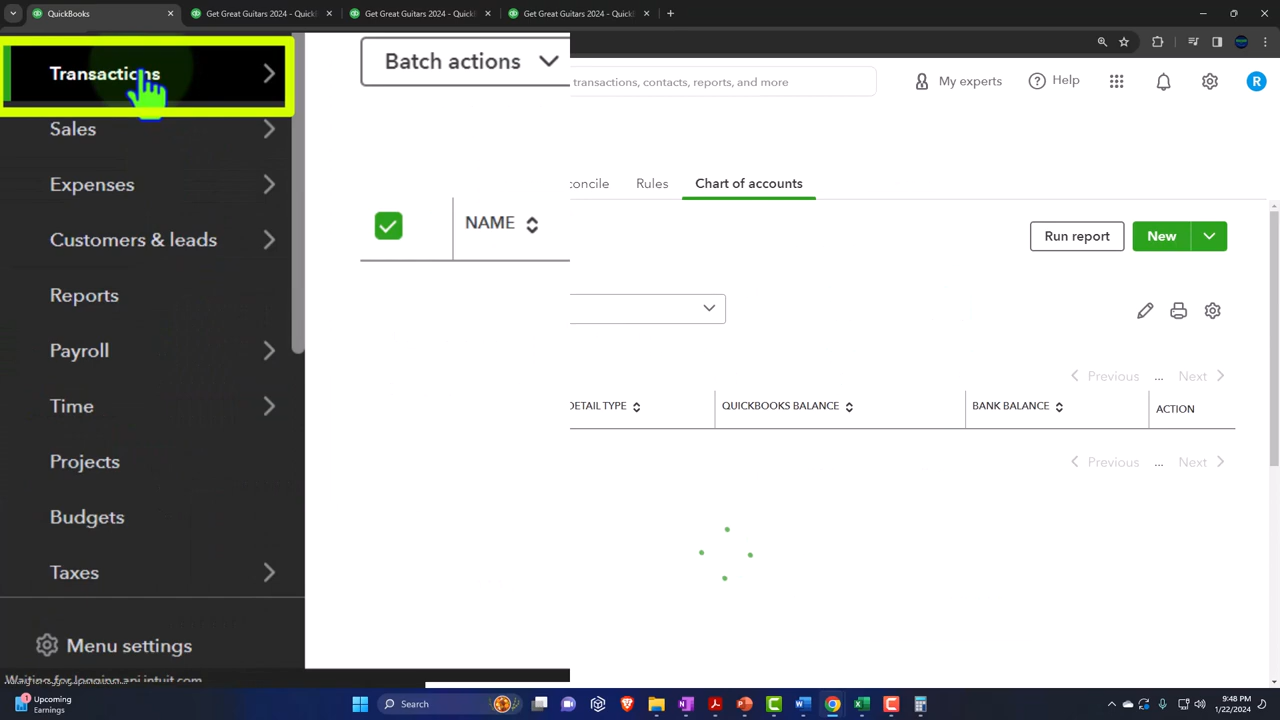 QuickBooks
Get Great Guitars 2024 - Quick
Get Great Guitars 2024 - Quick
Get Great Guitars 2024 - Quick
Transactions
Sales
Expenses
Customers & leads
Reports
Payroll
Time
Projects
Budgets
Taxes
Menu settings
Batch actions
NAME
transactions, contacts, reports, and more
My experts
Help
R
concile
Rules
Chart of accounts
Run report
New
Previous
...
Next
DETAIL TYPE
QUICKBOOKS BALANCE
BANK BALANCE
ACTION
Previous
...
Next
1
Upcoming
Earnings
Search
9:48 PM
1/22/2024